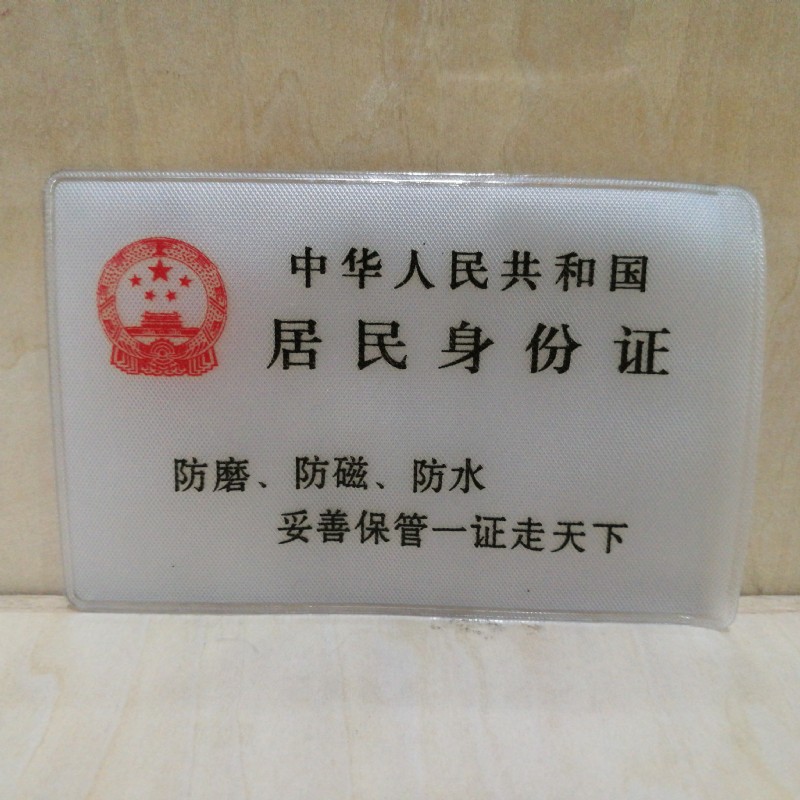 中华人民共和国
居民身份证
防磨、防磁、防水
妥善保管一证走天下